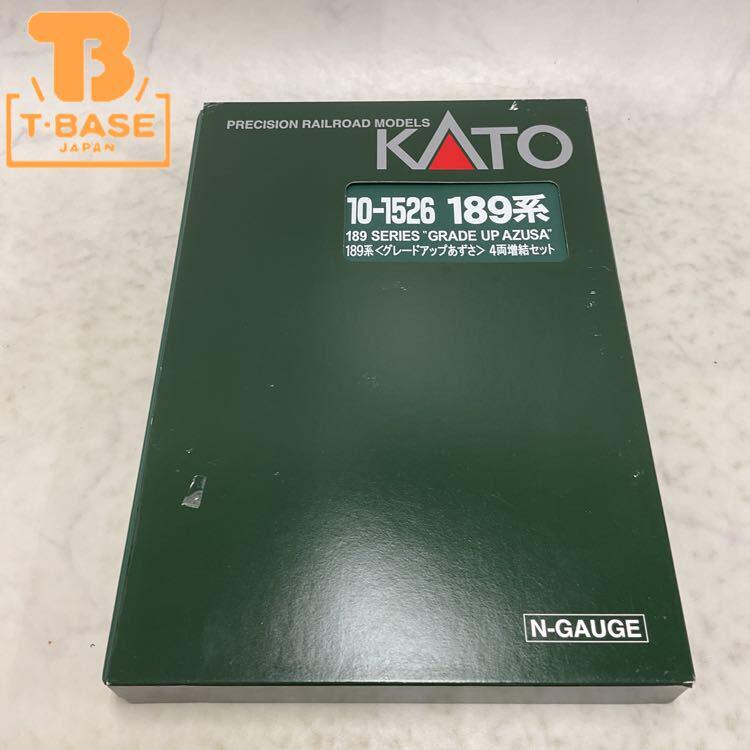 TB
T-BASE
JAPAN
PRECISION RAILROAD MODELS
KATO
10-1526 189系
189 SERIES "GRADE UP AZUSA"
189系<グレードアップあずさ> 4両増結セット
N-GAUGE